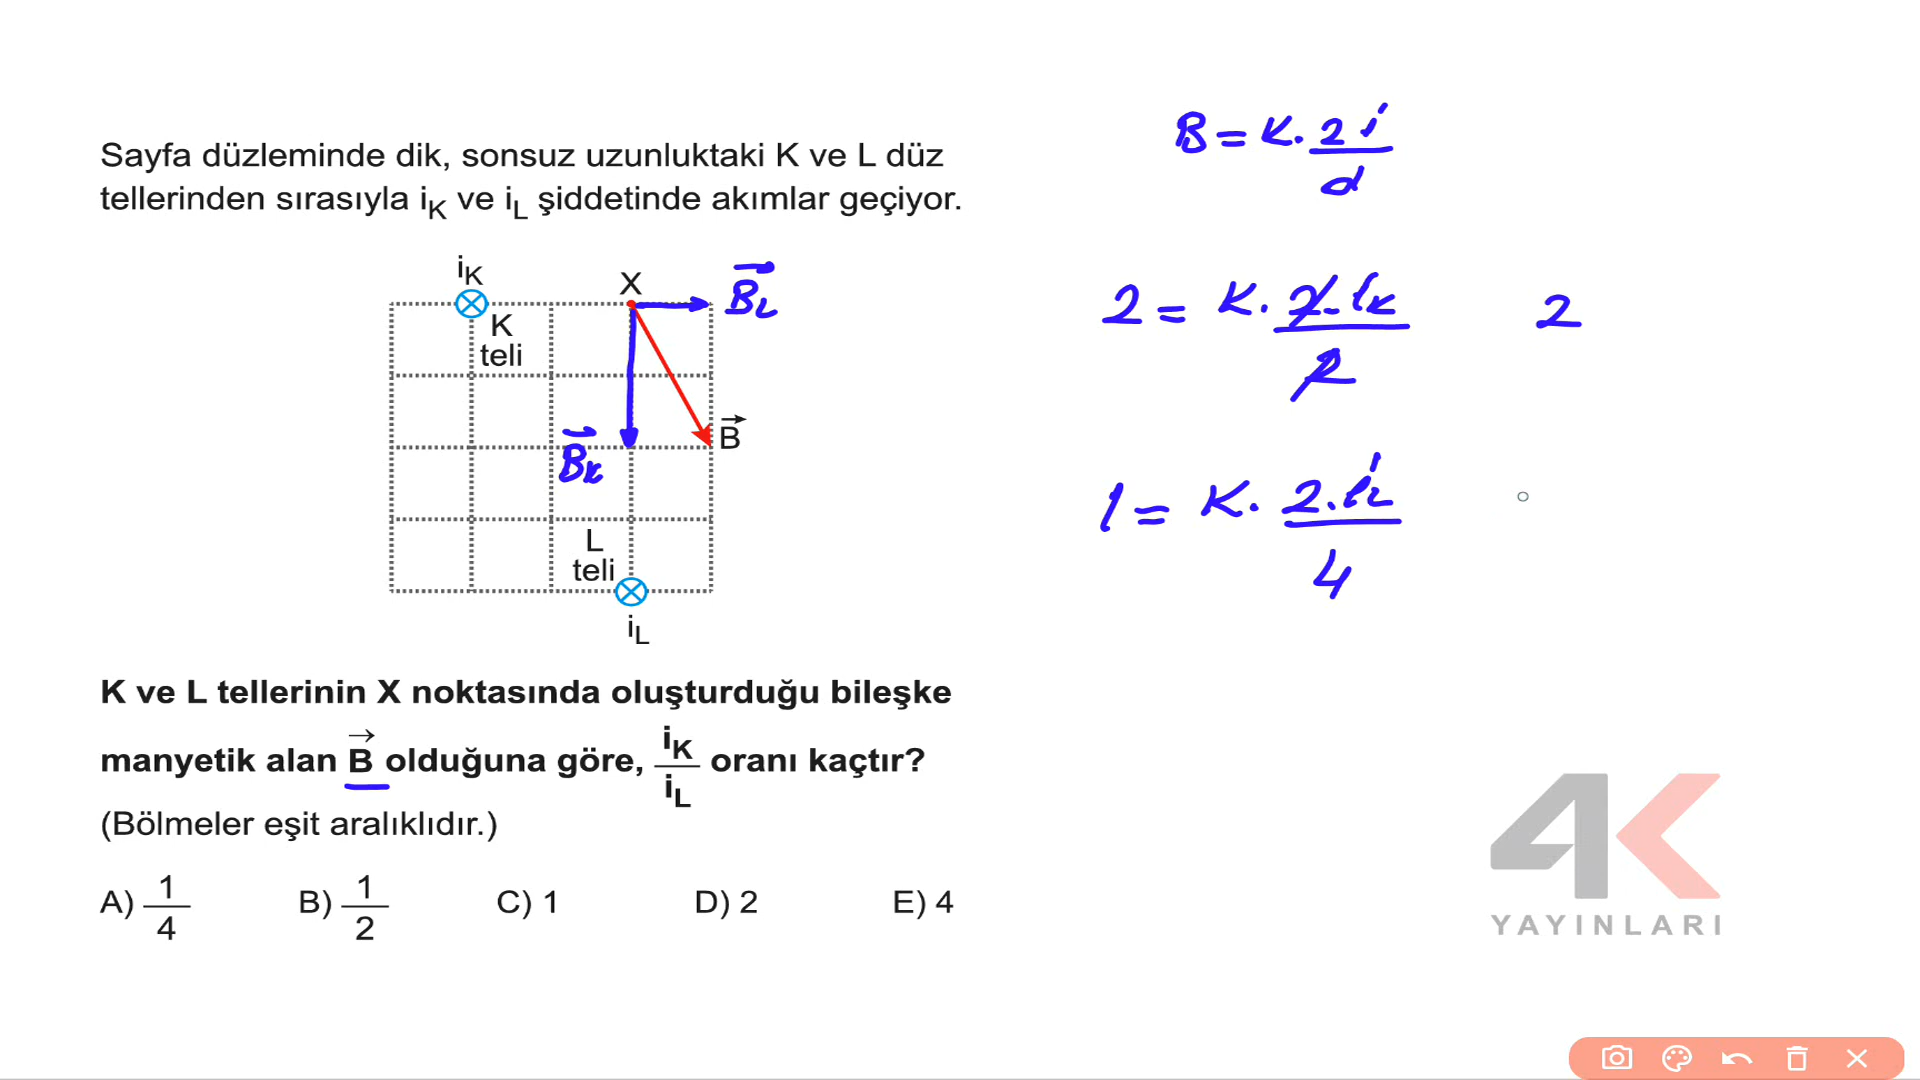 Sayfa düzleminde dik, sonsuz uzunluktaki K ve L düz
tellerinden sırasıyla iK ve iL şiddetinde akımlar geçiyor.
iK
X
BL
K
teli
B
BK
L
teli
iL
K ve L tellerinin X noktasında oluşturduğu bileşke
manyetik alan B olduğuna göre, iK/iL oranı kaçtır?
(Bölmeler eşit aralıklıdır.)
A) 1/4 B) 1/2 C) 1 D) 2 E) 4
B = K. 2i/d
2 = K. 2.iK/2 2
1 = K. 2.iL/4
4K
YAYINLARI